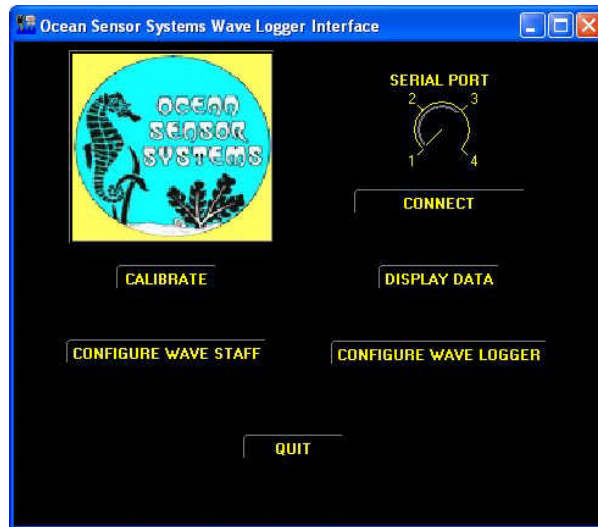 Ocean Sensor Systems Wave Logger Interface
OCEAN
SENSOR
SYSTEMS
SERIAL PORT
2 3
1 4
CONNECT
CALIBRATE
DISPLAY DATA
CONFIGURE WAVE STAFF
CONFIGURE WAVE LOGGER
QUIT